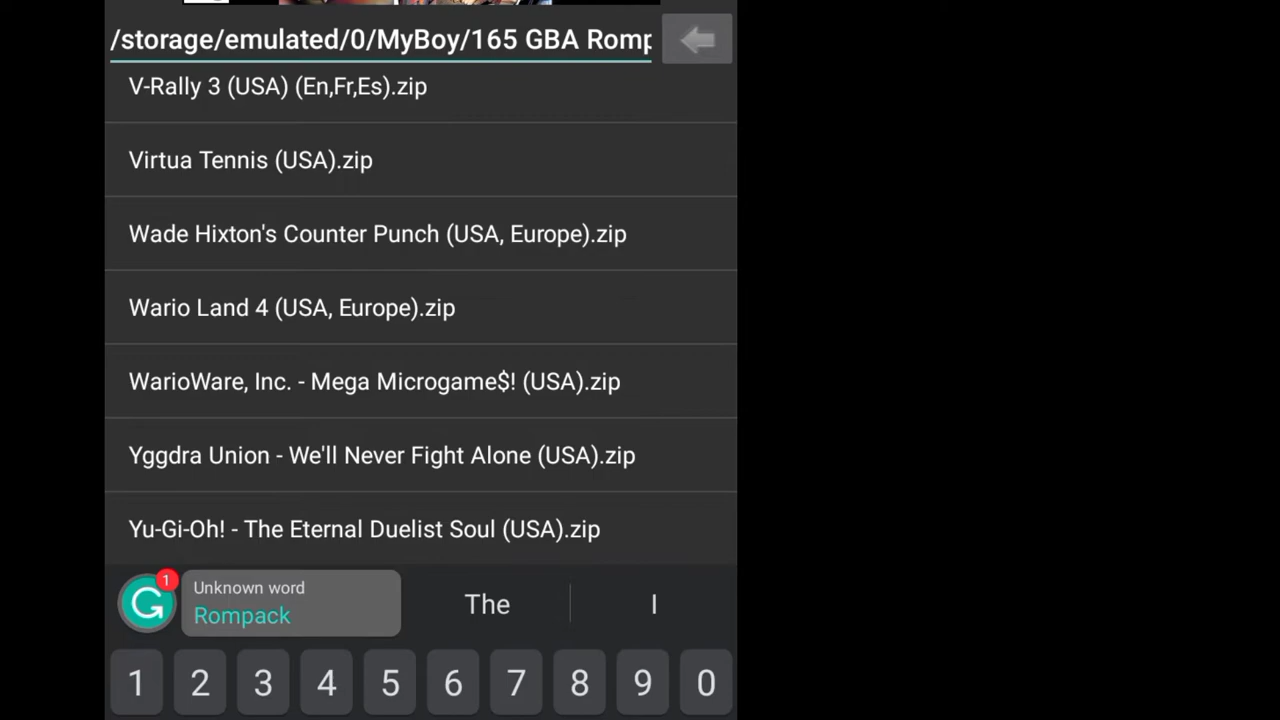 /storage/emulated/0/MyBoy/165 GBA Romp
V-Rally 3 (USA) (En,Fr,Es).zip
Virtua Tennis (USA).zip
Wade Hixton's Counter Punch (USA, Europe).zip
Wario Land 4 (USA, Europe).zip
WarioWare, Inc. - Mega Microgame$! (USA).zip
Yggdra Union - We'll Never Fight Alone (USA).zip
Yu-Gi-Oh! - The Eternal Duelist Soul (USA).zip
1
Unknown word
Rompack
The
I
1 2 3 4 5 6 7 8 9 0